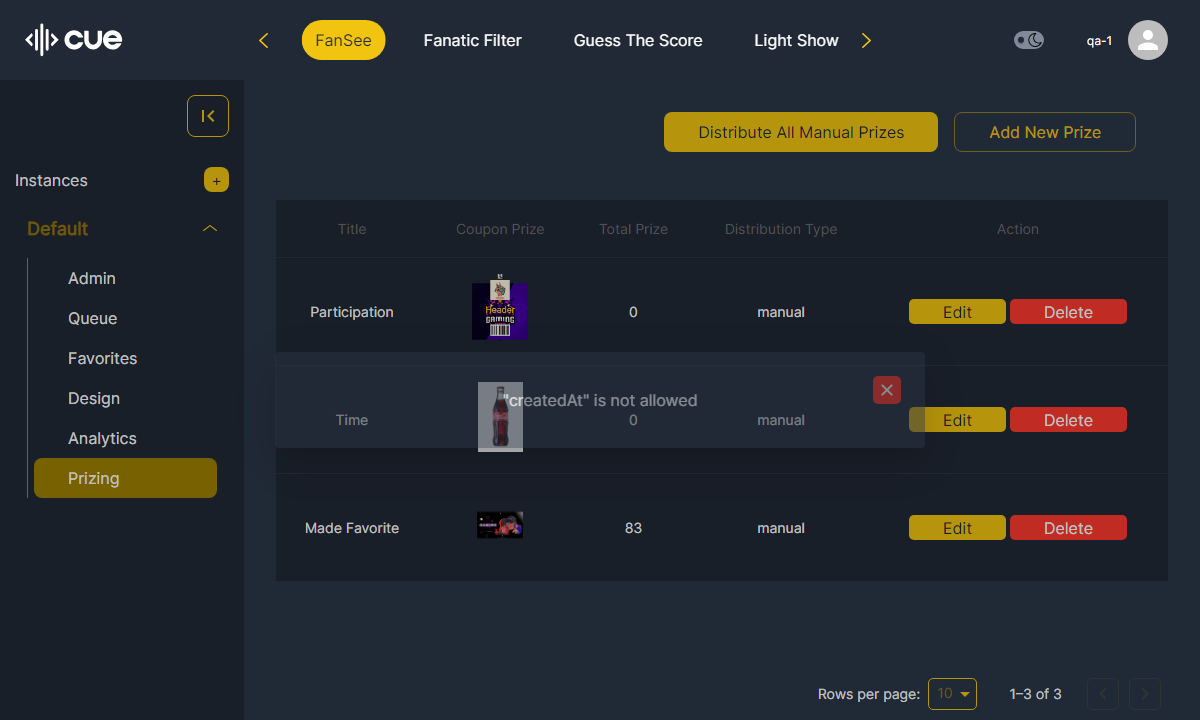 cue
FanSee
Fanatic Filter
Guess The Score
Light Show
qa-1
Distribute All Manual Prizes
Add New Prize
Instances
+
Default
Admin
Queue
Favorites
Design
Analytics
Prizing
Title Coupon Prize Total Prize Distribution Type Action
Participation Header GAMING 0 manual Edit Delete
"createdAt" is not allowed
Time 0 manual Edit Delete
Made Favorite 83 manual Edit Delete
Rows per page: 10 1–3 of 3